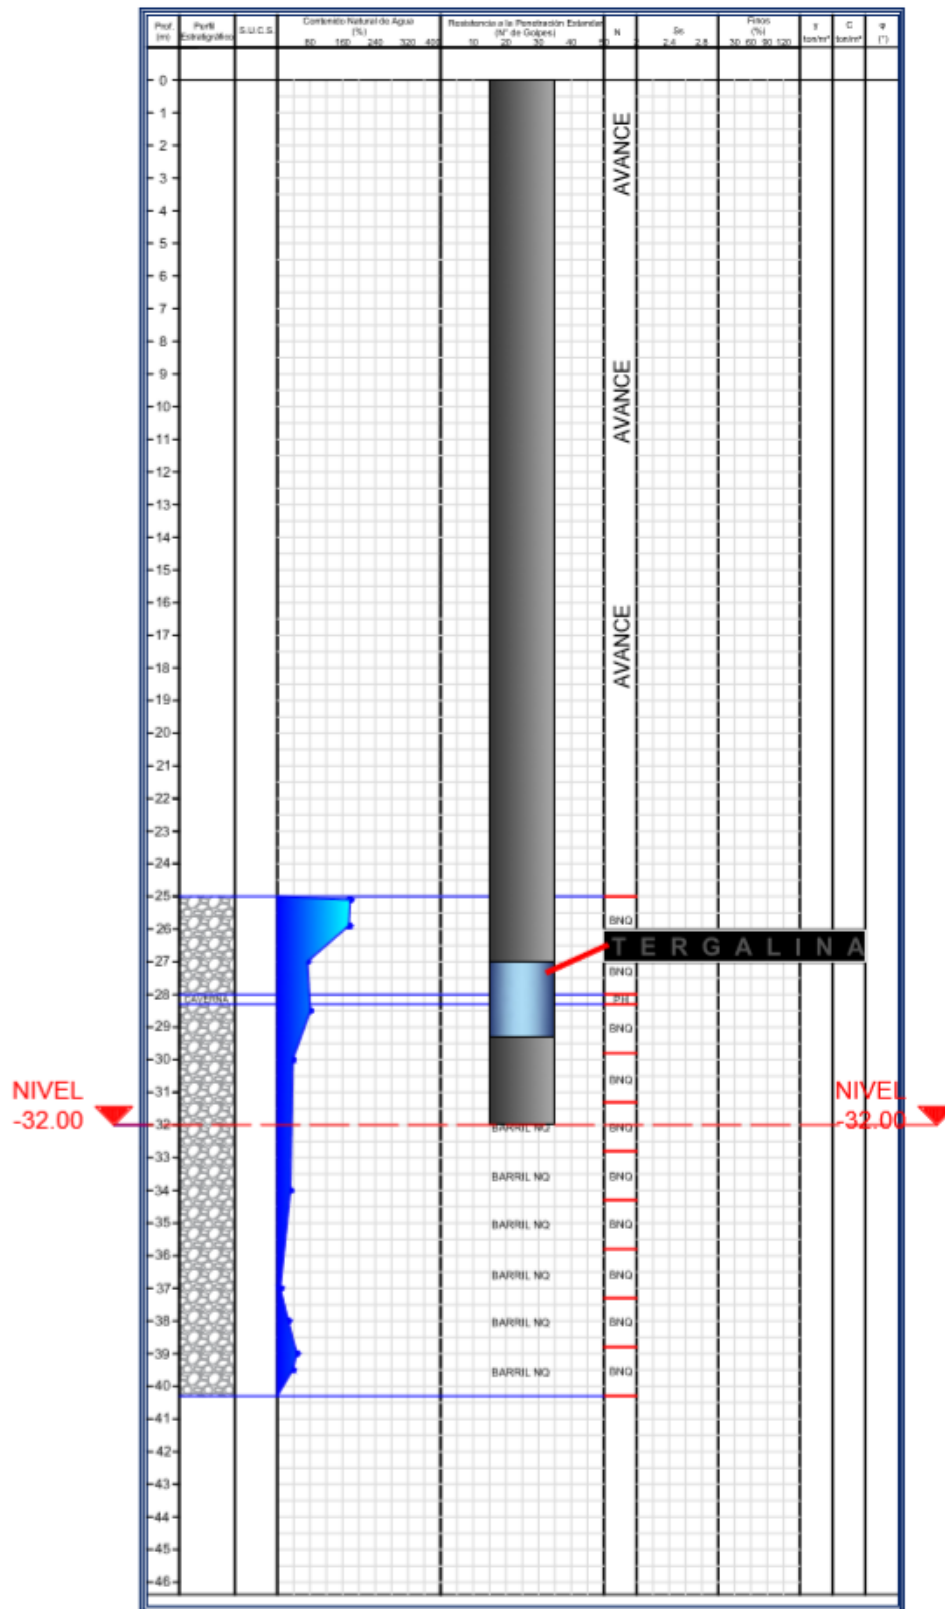 Prof. (m)
Perfil Estratigráfico
S.U.C.S.
Contenido Natural de Agua (%)
80 160 240 320 400
Resistencia a la Penetración Estándar (N° de Golpes)
10 20 30 40 50
N
Ss
2.4 2.8
Finos (%)
30 60 90 120
γ ton/m³
C ton/m²
φ (°)
0
1
2
AVANCE
3
4
5
6
7
8
9
10
AVANCE
11
12
13
14
15
16
17
AVANCE
18
19
20
21
22
23
24
25
BNQ
26
TERGALINA
27
BNQ
28
CAVERNA
29
BNQ
30
BNQ
31
NIVEL
-32.00
NIVEL
-32.00
32
BARRIL NQ
BNQ
33
BARRIL NQ
BNQ
34
35
BARRIL NQ
BNQ
36
BARRIL NQ
BNQ
37
38
BARRIL NQ
BNQ
39
BARRIL NQ
BNQ
40
41
42
43
44
45
46